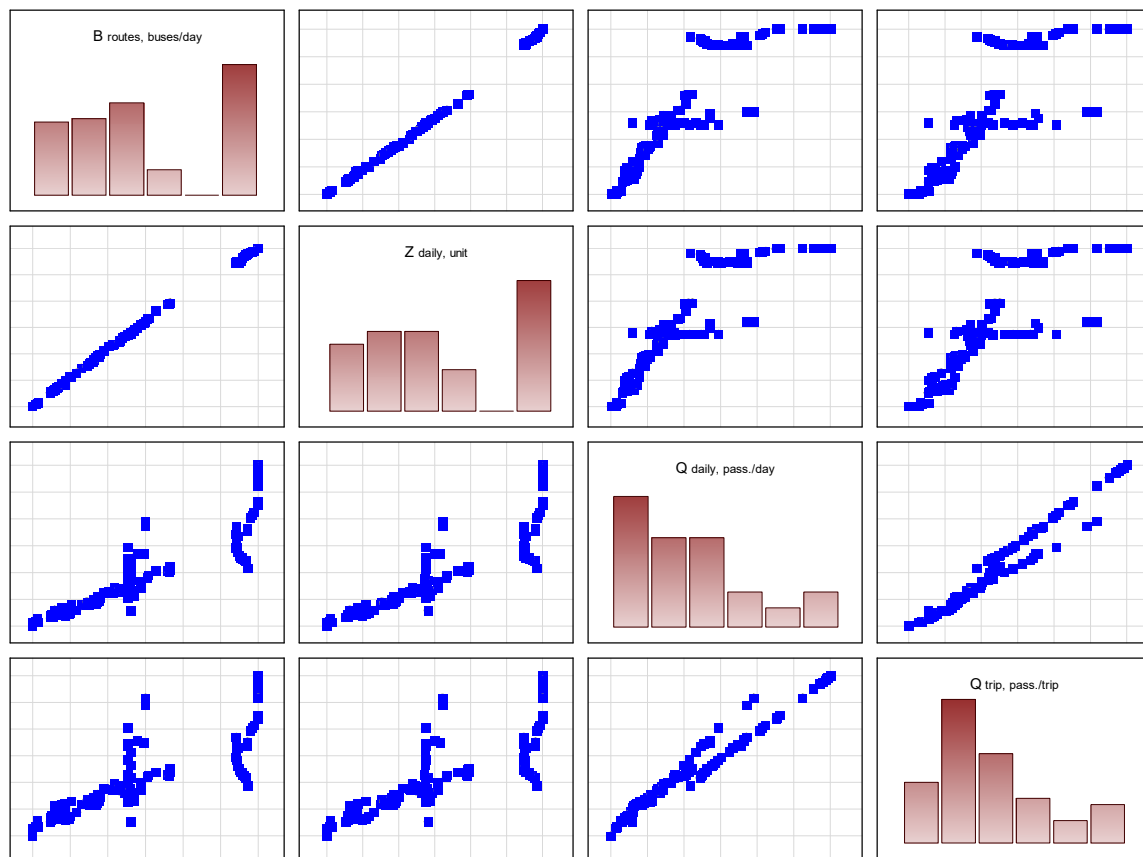 B routes, buses/day
Z daily, unit
Q daily, pass./day
Q trip, pass./trip